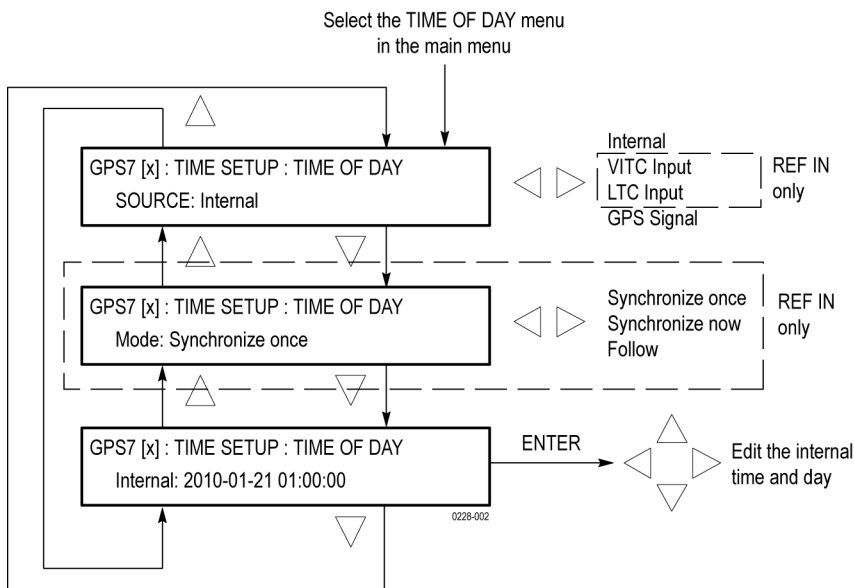 Select the TIME OF DAY menu
in the main menu
GPS7 [x] : TIME SETUP : TIME OF DAY
SOURCE: Internal
Internal
VITC Input
LTC Input
GPS Signal
REF IN
only
GPS7 [x] : TIME SETUP : TIME OF DAY
Mode: Synchronize once
Synchronize once
Synchronize now
Follow
REF IN
only
GPS7 [x] : TIME SETUP : TIME OF DAY
Internal: 2010-01-21 01:00:00
ENTER
Edit the internal
time and day
0228-002